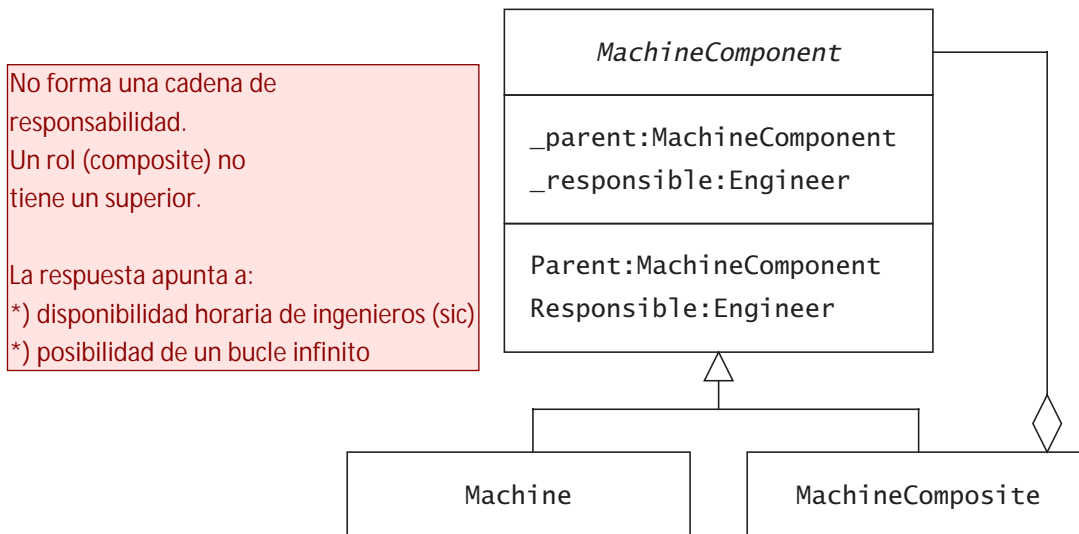 No forma una cadena de
responsabilidad.
Un rol (composite) no
tiene un superior.
La respuesta apunta a:
*) disponibilidad horaria de ingenieros (sic)
*) posibilidad de un bucle infinito
MachineComponent
_parent:MachineComponent
_responsible:Engineer
Parent:MachineComponent
Responsible:Engineer
Machine
MachineComposite